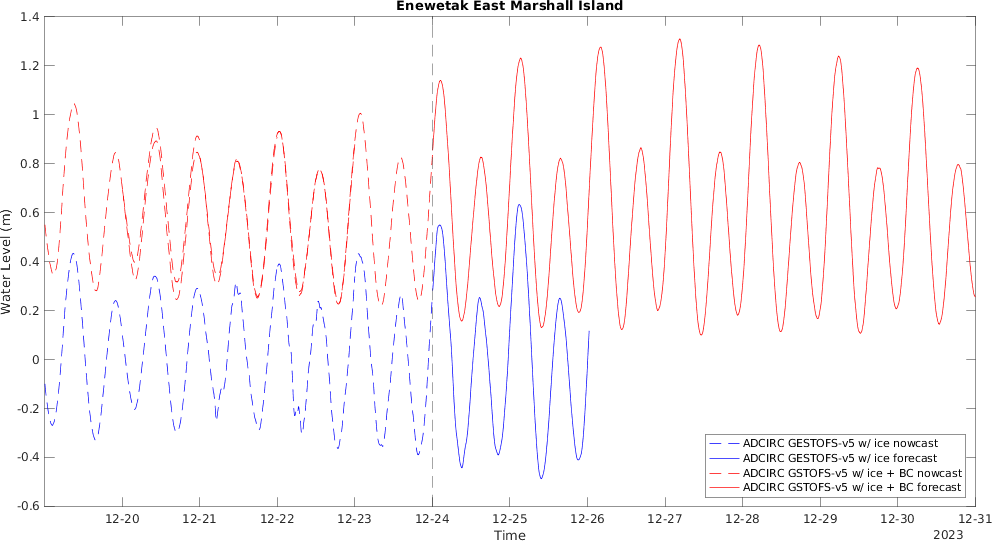 Enewetak East Marshall Island
1.4
1.2
1
0.8
0.6
0.4
0.2
0
-0.2
-0.4
-0.6
Water Level (m)
ADCIRC GESTOFS-v5 w/ ice nowcast
ADCIRC GESTOFS-v5 w/ ice forecast
ADCIRC GSTOFS-v5 w/ ice + BC nowcast
ADCIRC GSTOFS-v5 w/ ice + BC forecast
12-20 12-21 12-22 12-23 12-24 12-25 12-26 12-27 12-28 12-29 12-30 12-31
Time
2023